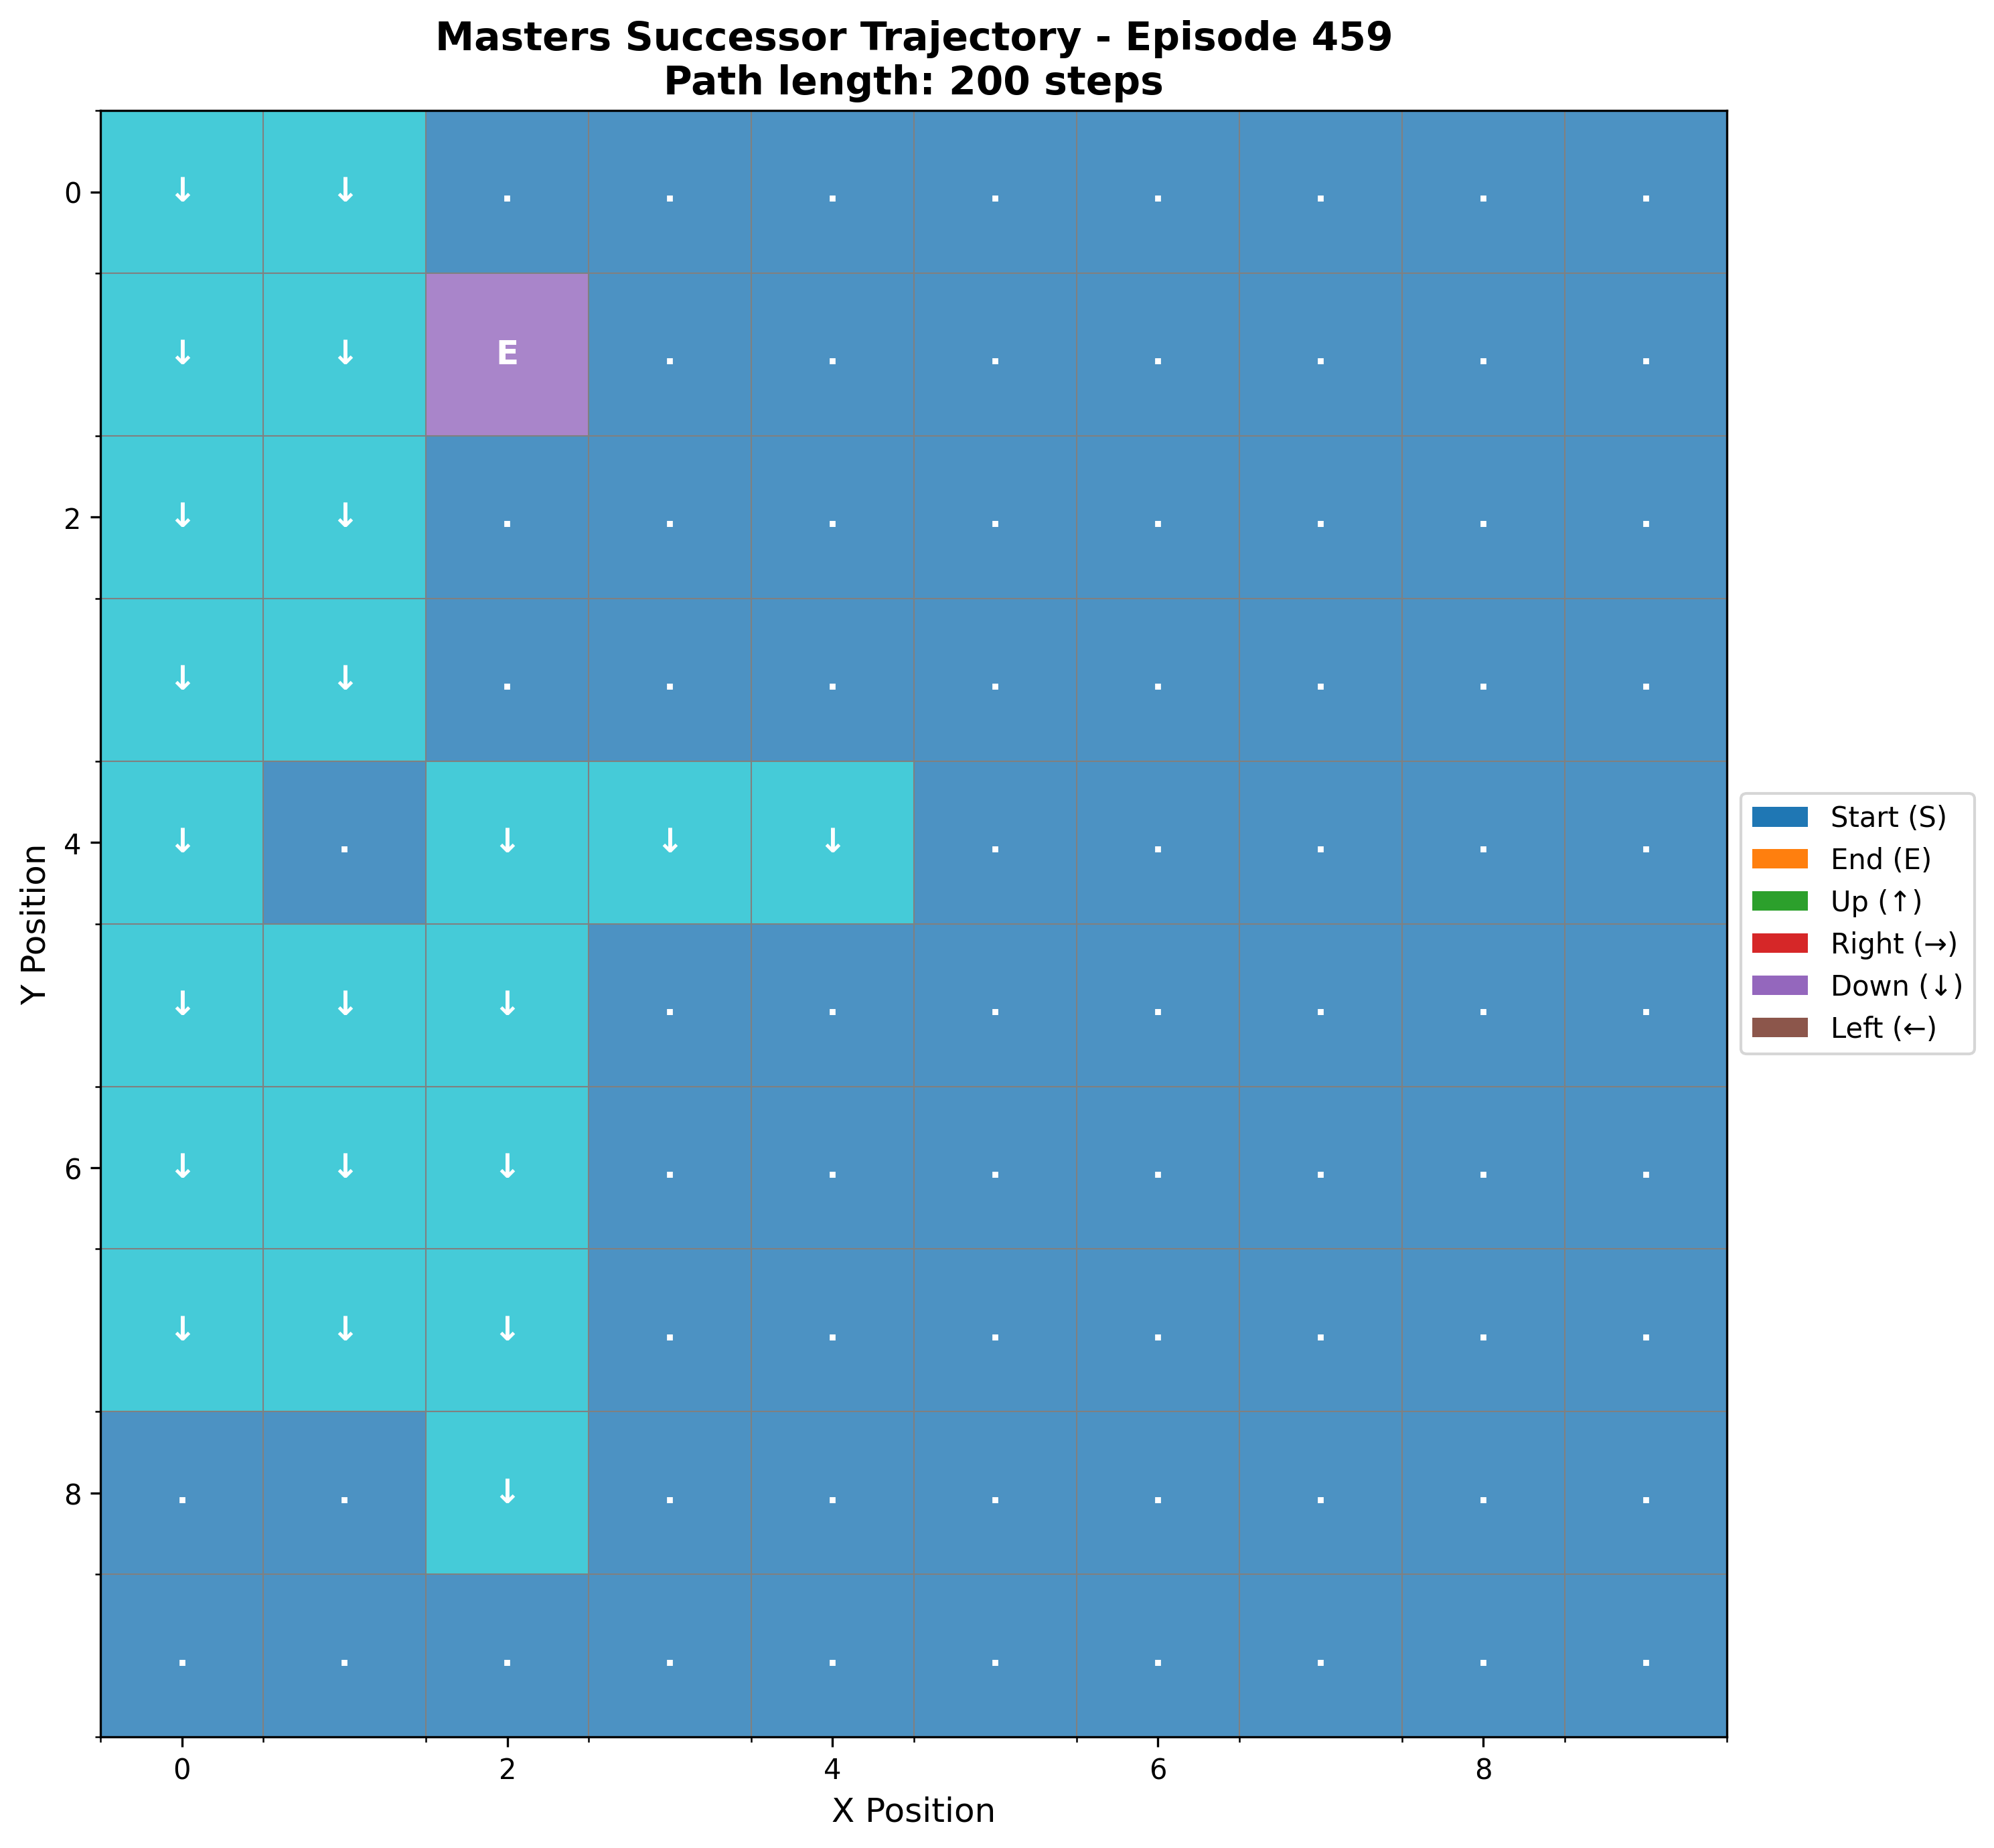 Masters Successor Trajectory - Episode 459
Path length: 200 steps
0 ↓ ↓ . . . . . . . .
↓ ↓ E . . . . . . .
2 ↓ ↓ . . . . . . . .
↓ ↓ . . . . . . . .
4 ↓ . ↓ ↓ ↓ . . . . .
↓ ↓ ↓ . . . . . . .
6 ↓ ↓ ↓ . . . . . . .
↓ ↓ ↓ . . . . . . .
8 . . ↓ . . . . . . .
. . . . . . . . . .
0 2 4 6 8
X Position
Y Position
Start (S)
End (E)
Up (↑)
Right (→)
Down (↓)
Left (←)